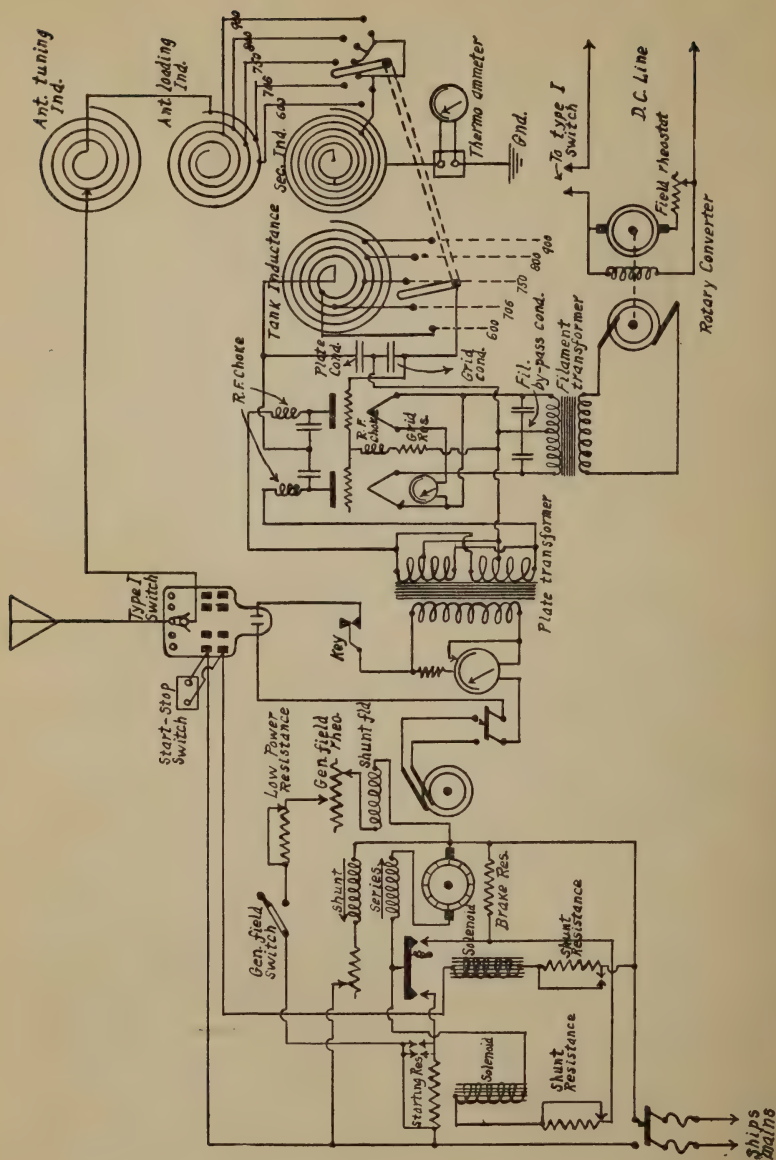 Ant. tuning
Ind.
Ant. loading
Ind.
900
800
750
706
Sec. Ind. 600
Thermo ammeter
Gnd.
To type I
Switch
D.C. Line
Field rheostat
Rotary Converter
Tank Inductance
900
800
750
706
600
R.F. Choke
Plate
Cond.
Grid
cond.
R.F.
Choke
Grid
Res.
Fil.
by-pass cond.
Filament
transformer
Plate transformer
Type I
Switch
Start-Stop
Switch
Key
Low Power
Resistance
Gen. field
rheo.
Shunt fld
Gen. field
Switch
Shunt
Series
Brake Res.
Solenoid
Shunt
Resistance
Starting Res.
Solenoid
Shunt
Resistance
Ships
mains